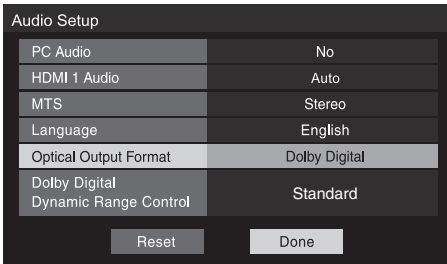 Audio Setup
PC Audio No
HDMI 1 Audio Auto
MTS Stereo
Language English
Optical Output Format Dolby Digital
Dolby Digital
Dynamic Range Control Standard
Reset Done